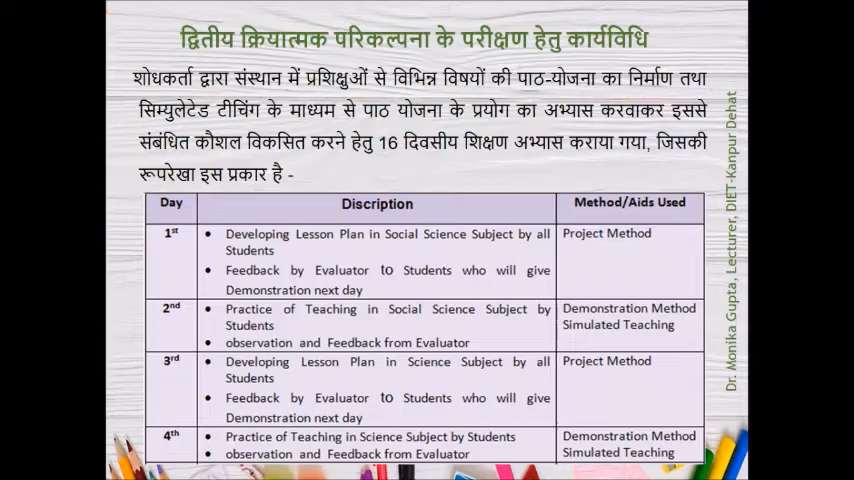 द्वितीय क्रियात्मक परिकल्पना के परीक्षण हेतु कार्यविधि
शोधकर्ता द्वारा संस्थान में प्रशिक्षुओं से विभिन्न विषयों की पाठ-योजना का निर्माण तथा
सिम्युलेटेड टीचिंग के माध्यम से पाठ योजना के प्रयोग का अभ्यास करवाकर इससे
संबंधित कौशल विकसित करने हेतु 16 दिवसीय शिक्षण अभ्यास कराया गया, जिसकी
रूपरेखा इस प्रकार है -
Day Discription Method/Aids Used
1st • Developing Lesson Plan in Social Science Subject by all Project Method
Students
• Feedback by Evaluator to Students who will give
Demonstration next day
2nd • Practice of Teaching in Social Science Subject by Demonstration Method
Students Simulated Teaching
• observation and Feedback from Evaluator
3rd • Developing Lesson Plan in Science Subject by all Project Method
Students
• Feedback by Evaluator to Students who will give
Demonstration next day
4th • Practice of Teaching in Science Subject by Students Demonstration Method
• observation and Feedback from Evaluator Simulated Teaching
Dr. Monika Gupta, Lecturer, DIET-Kanpur Dehat